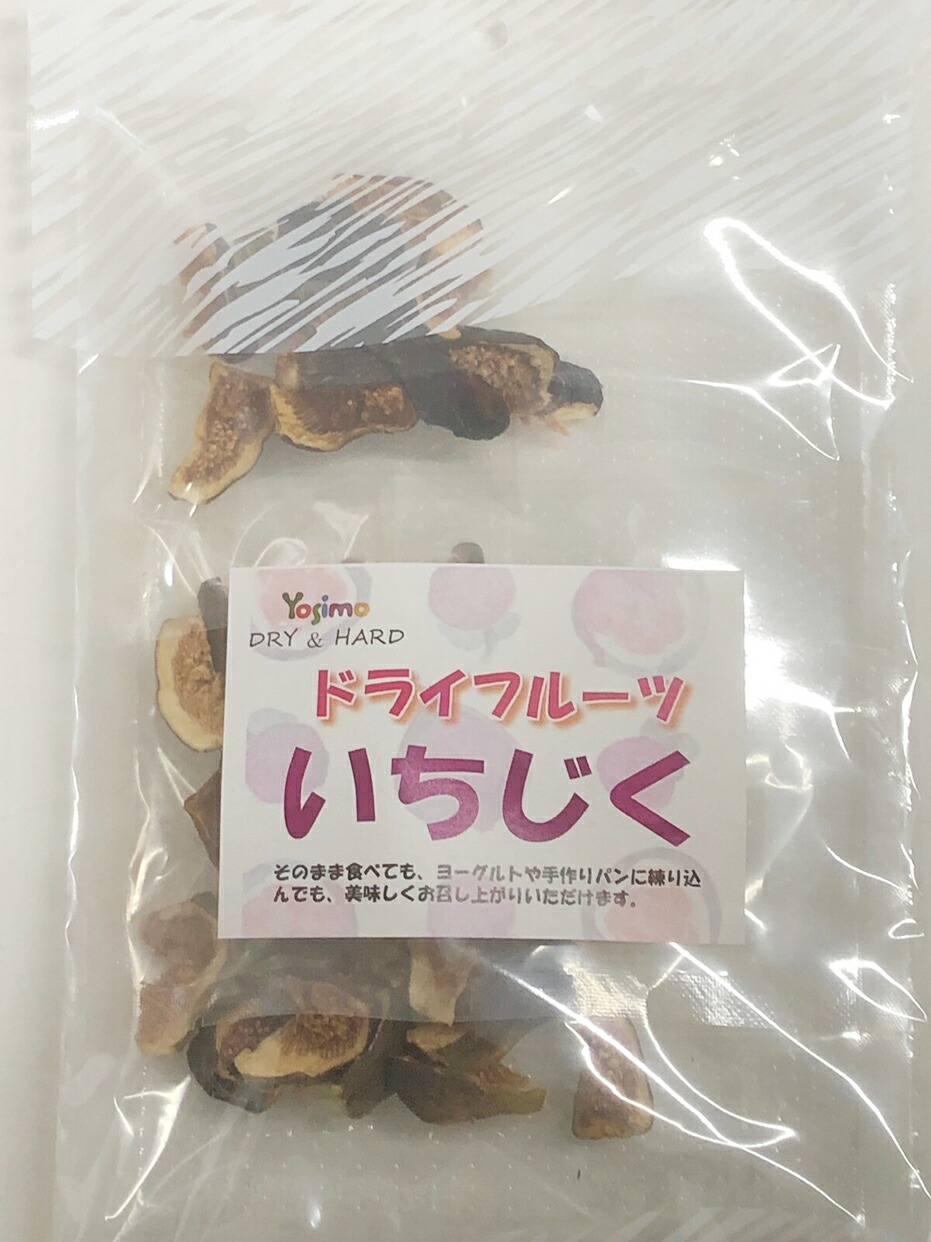 Yosimo
DRY & HARD
ドライフルーツ
いちじく
そのまま食べても、ヨーグルトや手作りパンに練り込
んでも、美味しくお召し上がりいただけます。